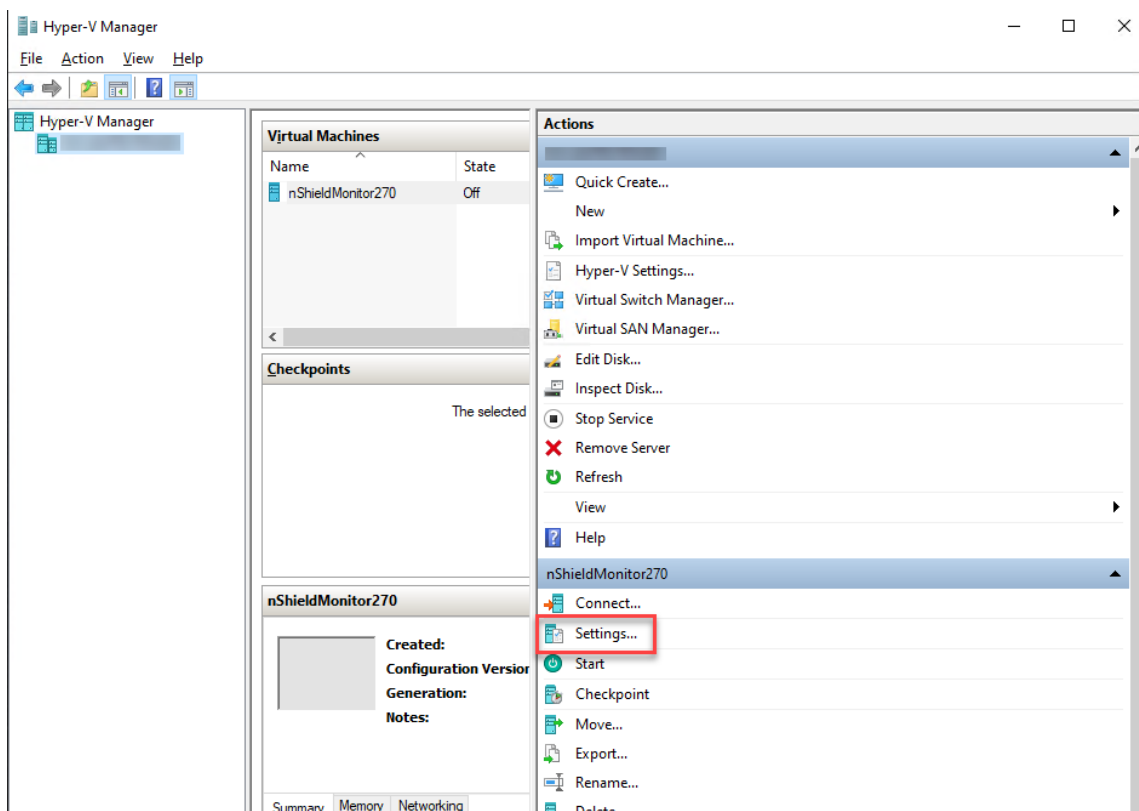 Hyper-V Manager
File Action View Help
Hyper-V Manager
Virtual Machines
Name State
nShieldMonitor270 Off
Checkpoints
The selected
nShieldMonitor270
Created:
Configuration Version
Generation:
Notes:
Summary Memory Networking
Actions
Quick Create...
New
Import Virtual Machine...
Hyper-V Settings...
Virtual Switch Manager...
Virtual SAN Manager...
Edit Disk...
Inspect Disk...
Stop Service
Remove Server
Refresh
View
Help
nShieldMonitor270
Connect...
Settings...
Start
Checkpoint
Move...
Export...
Rename...
Delete